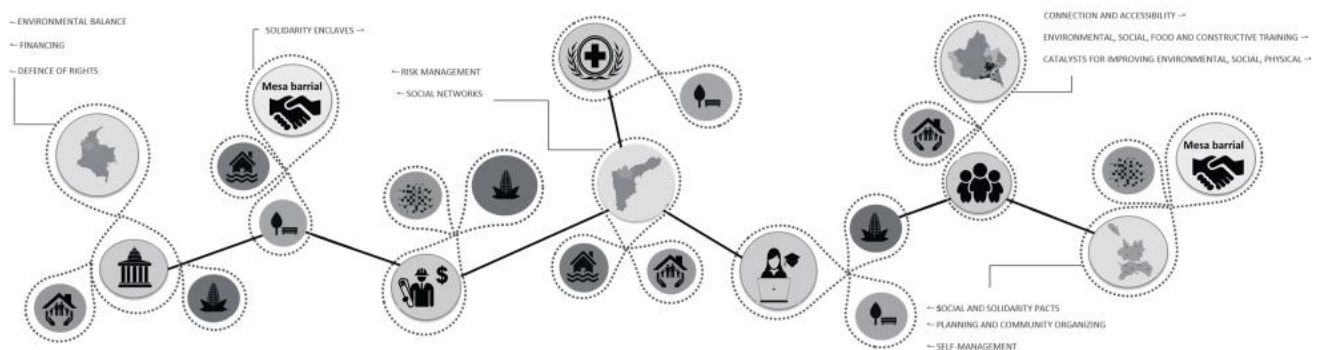 ← ENVIRONMENTAL BALANCE
← FINANCING
← DEFENCE OF RIGHTS
SOLIDARITY ENCLAVES →
Mesa barrial
← RISK MANAGEMENT
← SOCIAL NETWORKS
$
CONNECTION AND ACCESSIBILITY →
ENVIRONMENTAL, SOCIAL, FOOD AND CONSTRUCTIVE TRAINING →
CATALYSTS FOR IMPROVING ENVIRONMENTAL, SOCIAL, PHYSICAL →
Mesa barrial
← SOCIAL AND SOLIDARITY PACTS
← PLANNING AND COMMUNITY ORGANIZING
← SELF-MANAGEMENT